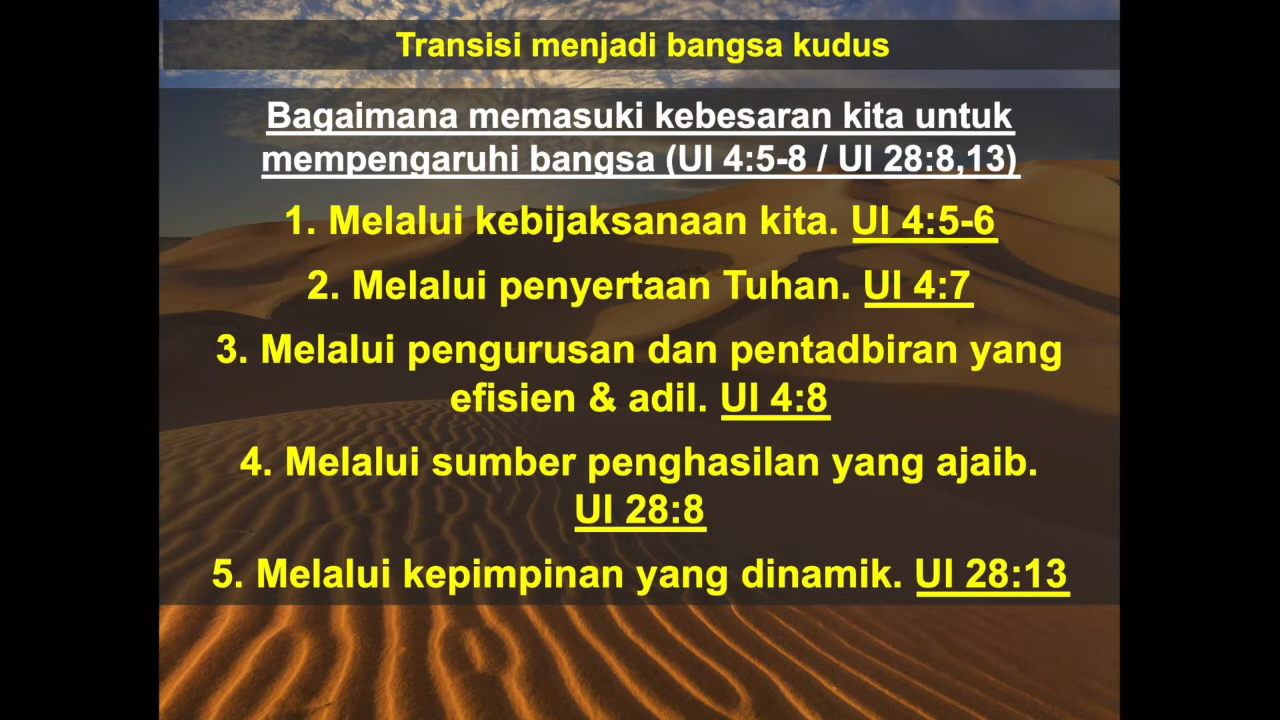 Transisi menjadi bangsa kudus
Bagaimana memasuki kebesaran kita untuk
mempengaruhi bangsa (Ul 4:5-8 / Ul 28:8,13)
1. Melalui kebijaksanaan kita. Ul 4:5-6
2. Melalui penyertaan Tuhan. Ul 4:7
3. Melalui pengurusan dan pentadbiran yang
efisien & adil. Ul 4:8
4. Melalui sumber penghasilan yang ajaib.
Ul 28:8
5. Melalui kepimpinan yang dinamik. Ul 28:13